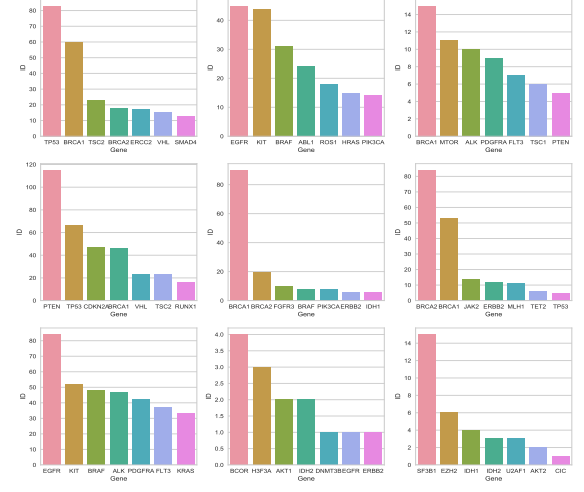 80
70
60
50
40
30
20
10
0
ID
TP53 BRCA1 TSC2 BRCA2 ERCC2 VHL SMAD4
Gene
40
30
20
10
0
ID
EGFR KIT BRAF ABL1 ROS1 HRAS PIK3CA
Gene
14
12
10
8
6
4
2
0
ID
BRCA1 MTOR ALK PDGFRA FLT3 TSC1 PTEN
Gene
120
100
80
60
40
20
0
ID
PTEN TP53 CDKN2A BRCA1 VHL TSC2 RUNX1
Gene
80
60
40
20
0
ID
BRCA1 BRCA2 FGFR3 BRAF PIK3CA ERBB2 IDH1
Gene
80
70
60
50
40
30
20
10
0
ID
BRCA2 BRCA1 JAK2 ERBB2 MLH1 TET2 TP53
Gene
80
70
60
50
40
30
20
10
0
ID
EGFR KIT BRAF ALK PDGFRA FLT3 KRAS
Gene
4.0
3.5
3.0
2.5
2.0
1.5
1.0
0.5
0.0
ID
BCOR H3F3A AKT1 IDH2 DNMT3B EGFR ERBB2
Gene
14
12
10
8
6
4
2
0
ID
SF3B1 EZH2 IDH1 IDH2 U2AF1 AKT2 CIC
Gene